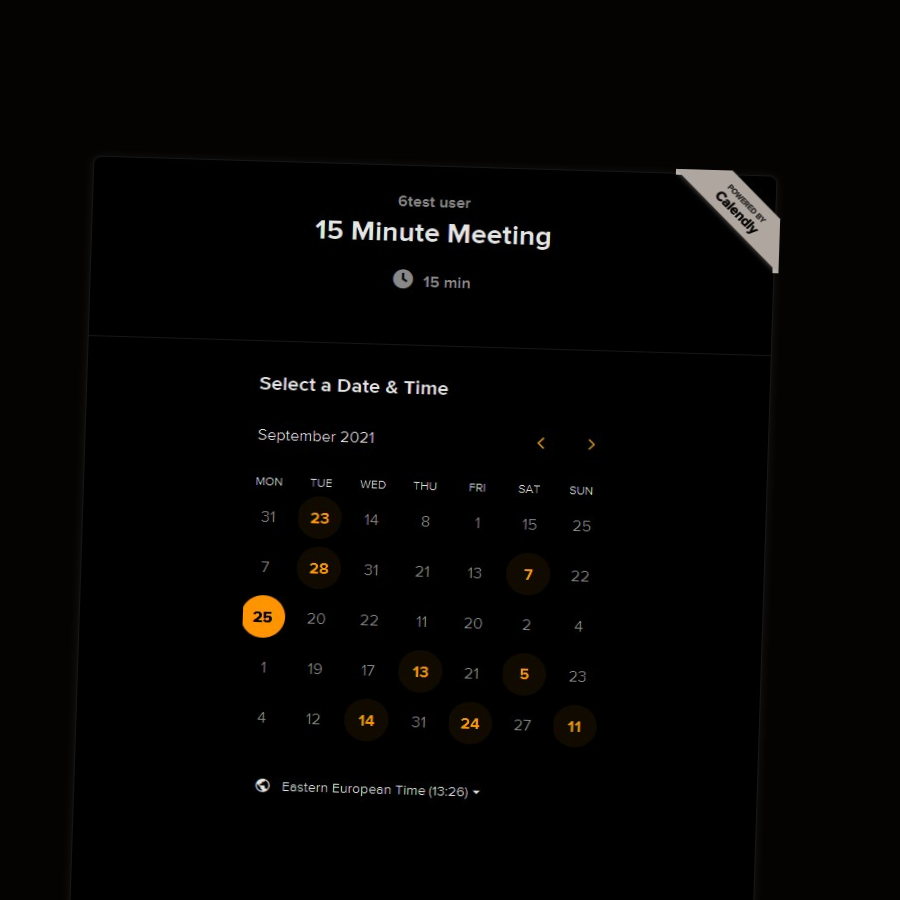 POWERED BY
Calendly
6test user
15 Minute Meeting
15 min
Select a Date & Time
September 2021
MON TUE WED THU FRI SAT SUN
31 23 14 8 1 15 25
7 28 31 21 13 7 22
25 20 22 11 20 2 4
1 19 17 13 21 5 23
4 12 14 31 24 27 11
Eastern European Time (13:26)